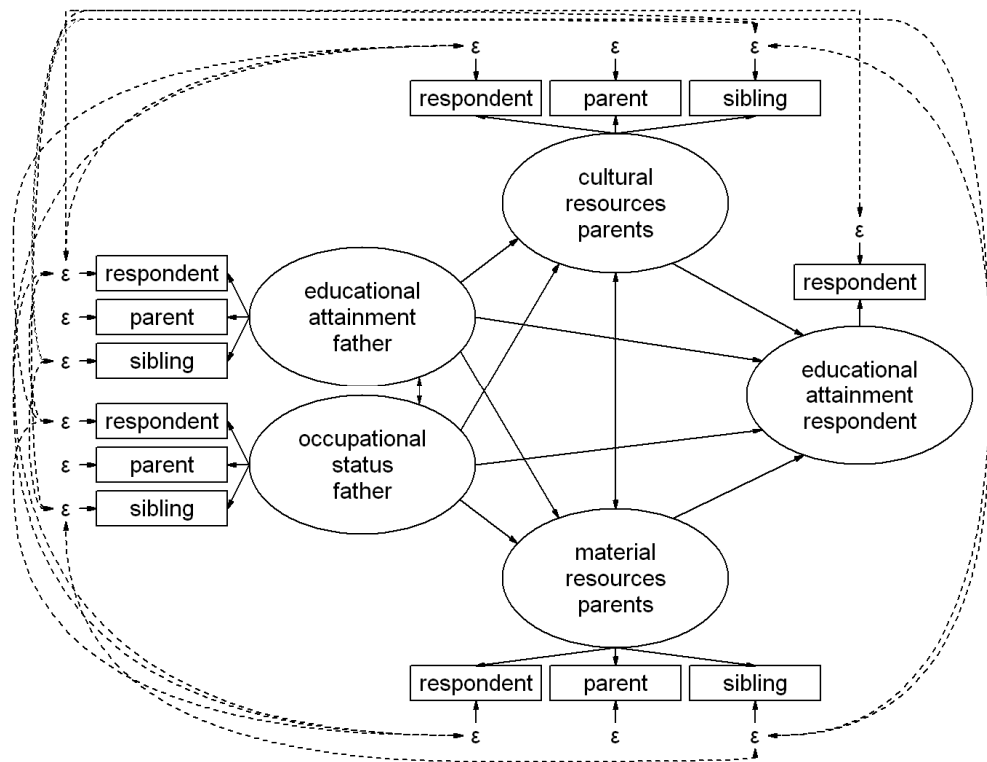 ε ε ε
respondent parent sibling
cultural
resources
parents
ε
ε respondent
respondent
educational
attainment
father
ε parent
ε sibling
educational
attainment
respondent
ε respondent
occupational
status
father
ε parent
ε sibling
material
resources
parents
respondent parent sibling
ε ε ε